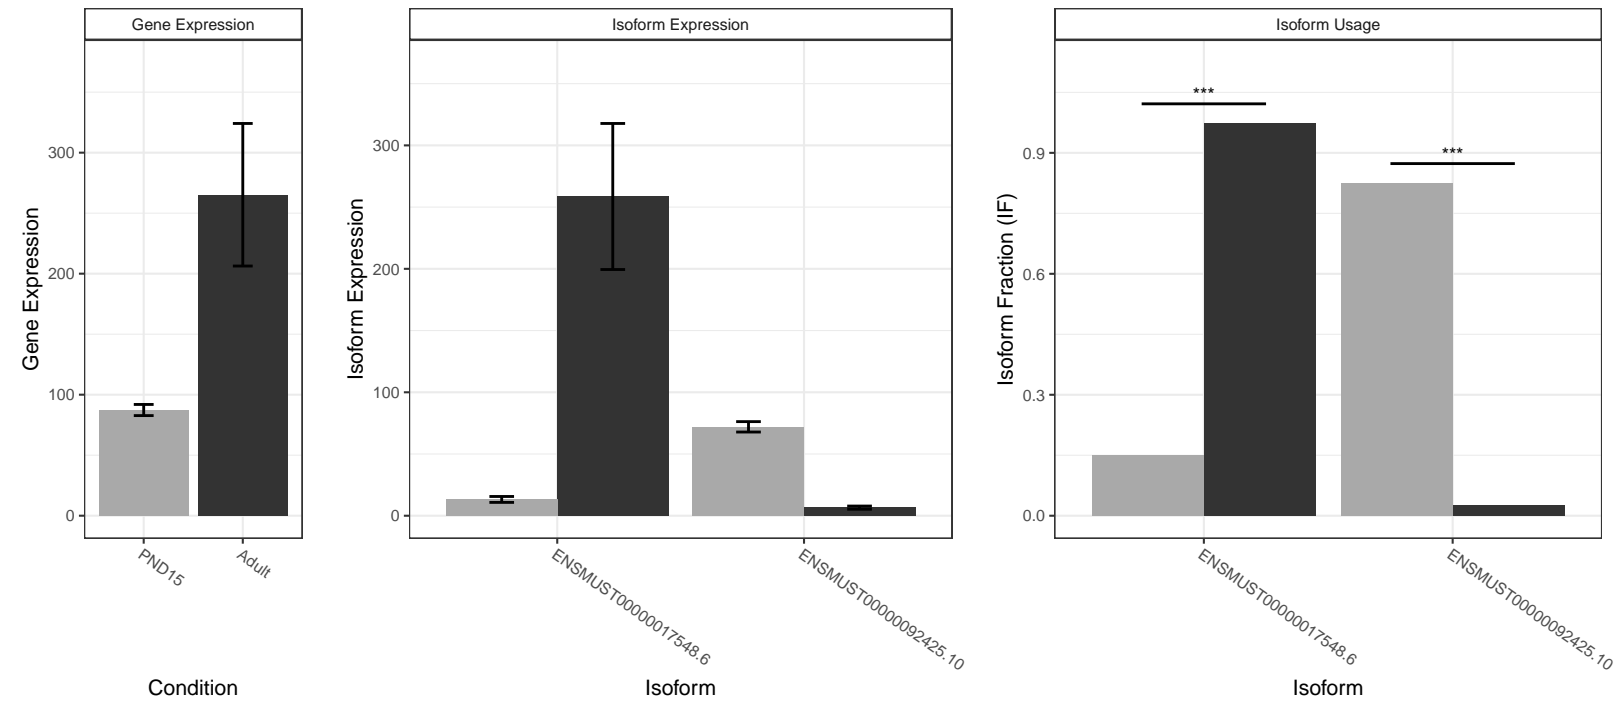 Gene Expression
Gene Expression
300
200
100
0
PND15
Adult
Condition
Isoform Expression
Isoform Expression
300
200
100
0
ENSMUST00000017548.6
ENSMUST00000092425.10
Isoform
Isoform Usage
Isoform Fraction (IF)
0.9
0.6
0.3
0.0
***
***
ENSMUST00000017548.6
ENSMUST00000092425.10
Isoform